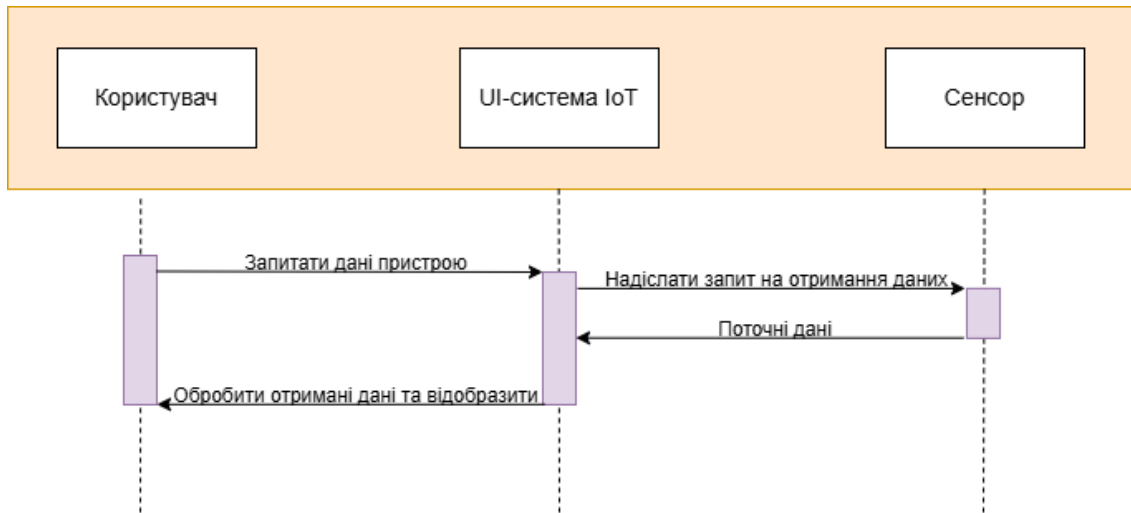 Користувач
UI-система IoT
Сенсор
Запитати дані пристрою
Надіслати запит на отримання даних
Поточні дані
Обробити отримані дані та відобразити